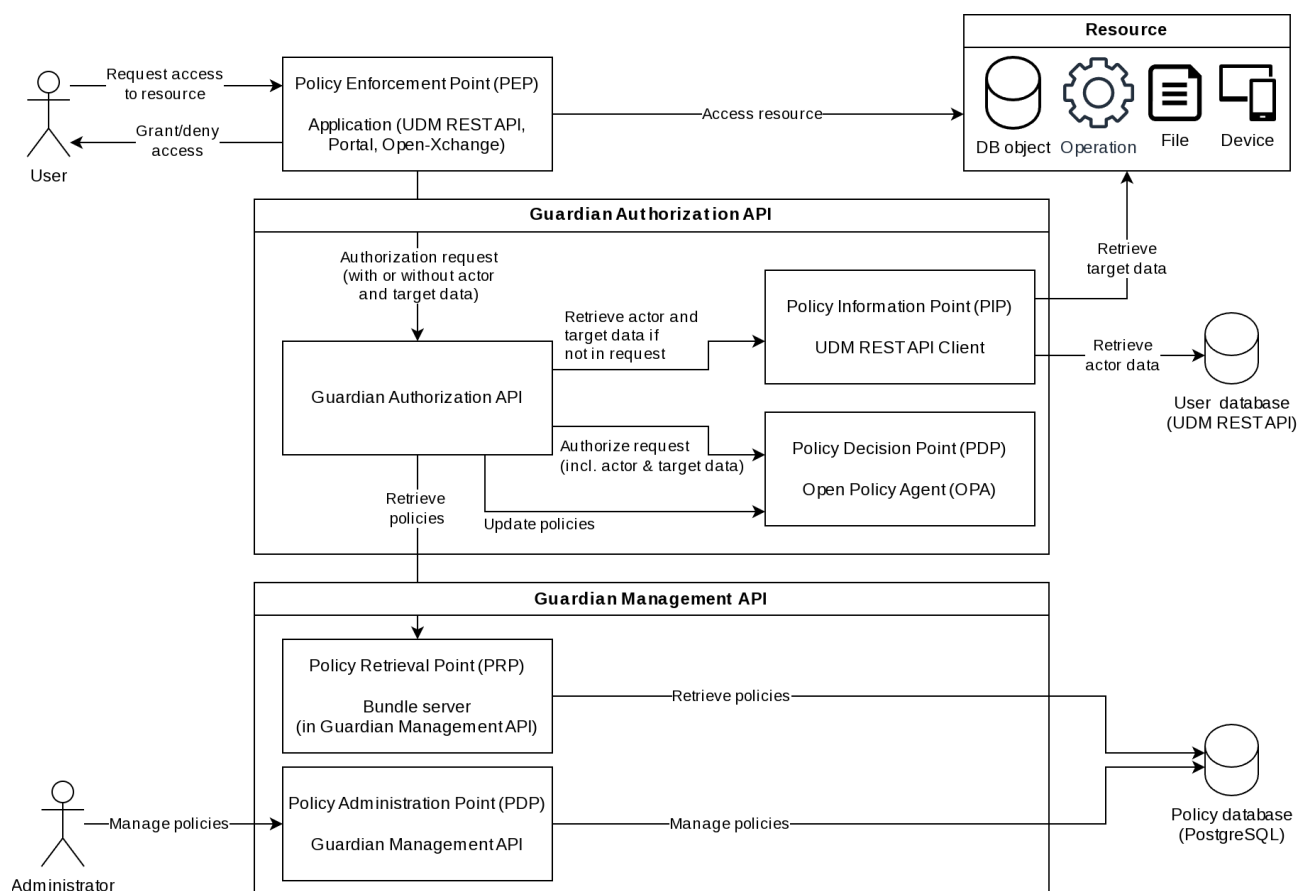 Resource
Request access
to resource
Policy Enforcement Point (PEP)
Application (UDM REST API,
Portal, Open-Xchange)
Access resource
DB object
Operation
File
Device
Grant/deny
access
User
Guardian Authorization API
Authorization request
(with or without actor
and target data)
Retrieve
target data
Retrieve actor and
target data if
not in request
Policy Information Point (PIP)
UDM REST API Client
Retrieve
actor data
Guardian Authorization API
User database
(UDM REST API)
Authorize request
(incl. actor & target data)
Policy Decision Point (PDP)
Open Policy Agent (OPA)
Retrieve
policies
Update policies
Guardian Management API
Policy Retrieval Point (PRP)
Bundle server
(in Guardian Management API)
Retrieve policies
Policy database
(PostgreSQL)
Manage policies
Policy Administration Point (PDP)
Guardian Management API
Manage policies
Administrator